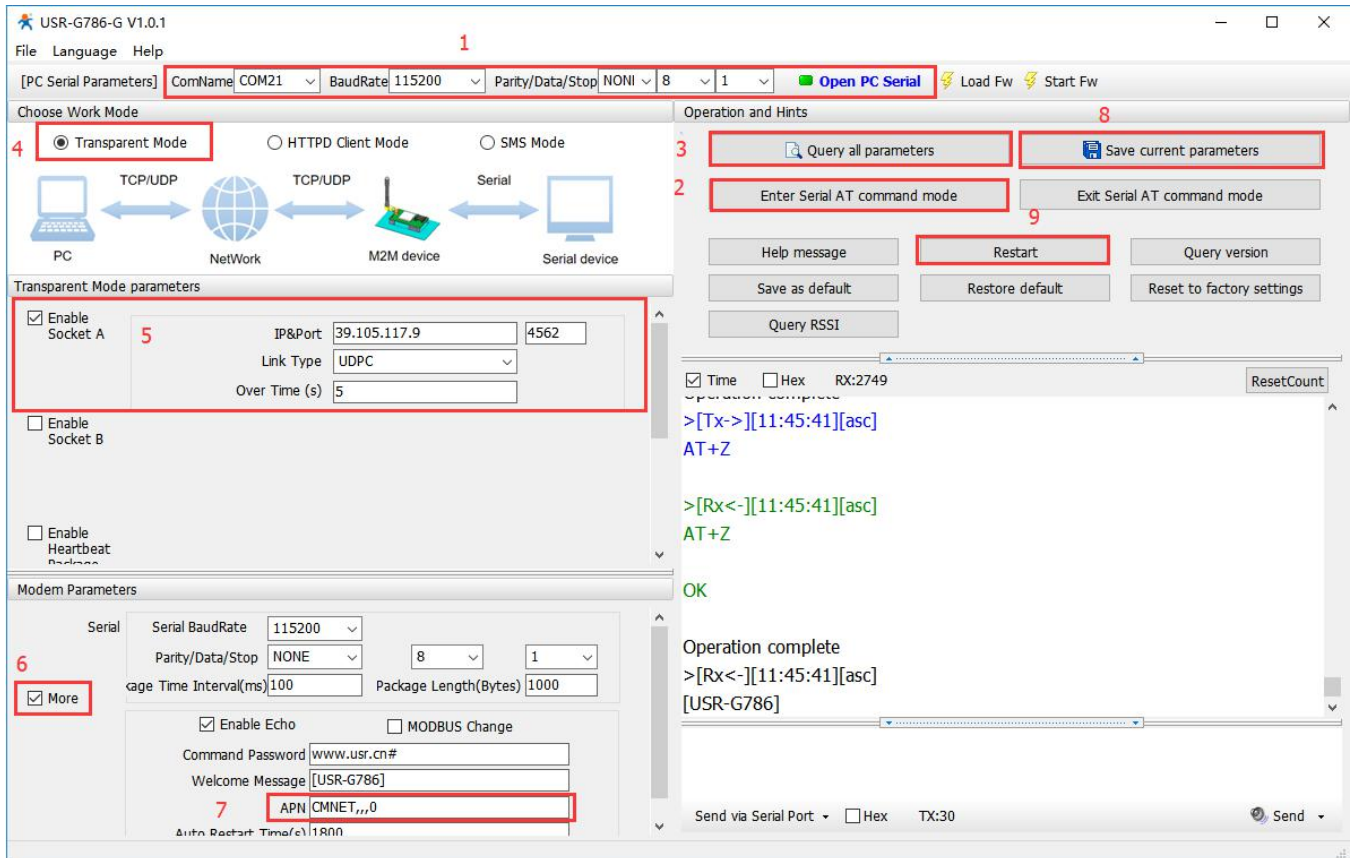 USR-G786-G V1.0.1
File Language Help
1
[PC Serial Parameters] ComName COM21 BaudRate 115200 Parity/Data/Stop NONI 8 1 Open PC Serial Load Fw Start Fw
Choose Work Mode
4 Transparent Mode HTTPD Client Mode SMS Mode
TCP/UDP TCP/UDP Serial
PC NetWork M2M device Serial device
Transparent Mode parameters
Enable
Socket A
5
IP&Port 39.105.117.9 4562
Link Type UDPC
Over Time (s) 5
Enable
Socket B
Enable
Heartbeat
Package
Modem Parameters
Serial Serial BaudRate 115200
Parity/Data/Stop NONE 8 1
6
kage Time Interval(ms) 100 Package Length(Bytes) 1000
More
Enable Echo MODBUS Change
Command Password www.usr.cn#
Welcome Message [USR-G786]
7 APN CMNET,,,0
Auto Restart Time(s) 1800
Operation and Hints
8
3 Query all parameters Save current parameters
2 Enter Serial AT command mode Exit Serial AT command mode
9
Help message Restart Query version
Save as default Restore default Reset to factory settings
Query RSSI
Time Hex RX:2749 ResetCount
Operation complete
>[Tx->][11:45:41][asc]
AT+Z
>[Rx<-][11:45:41][asc]
AT+Z
OK
Operation complete
>[Rx<-][11:45:41][asc]
[USR-G786]
Send via Serial Port Hex TX:30 Send